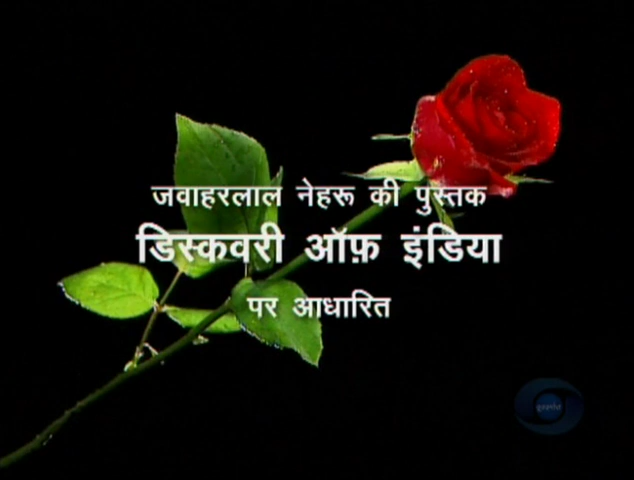 जवाहरलाल नेहरू की पुस्तक
डिस्कवरी ऑफ़ इंडिया
पर आधारित